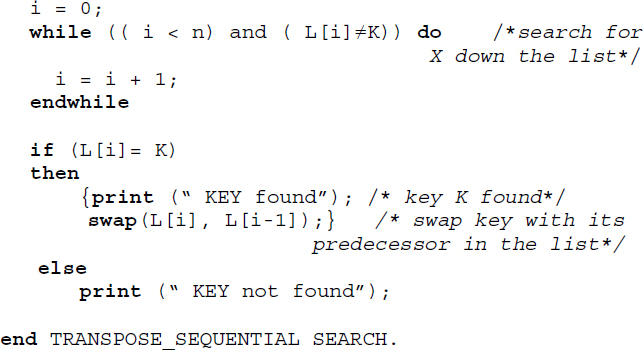 i = 0;
while (( i < n) and ( L[i]≠K)) do /*search for
X down the list*/
i = i + 1;
endwhile
if (L[i]= K)
then
{print (“ KEY found”); /* key K found*/
swap(L[i], L[i-1]);} /* swap key with its
predecessor in the list*/
else
print (“ KEY not found”);
end TRANSPOSE_SEQUENTIAL SEARCH.